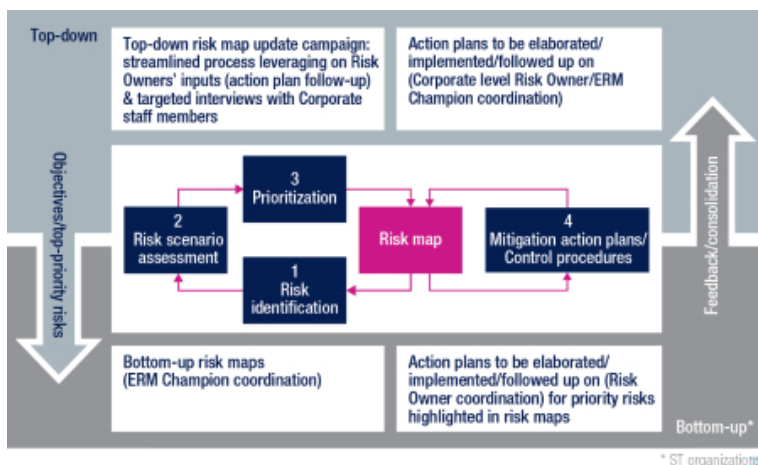 Top-down
Top-down risk map update campaign:
streamlined process leveraging on Risk
Owners' inputs (action plan follow-up)
& targeted interviews with Corporate
staff members
Action plans to be elaborated/
implemented/followed up on
(Corporate level Risk Owner/ERM
Champion coordination)
Objectives/top-priority risks
3
Prioritization
2
Risk scenario
assessment
Risk map
4
Mitigation action plans/
Control procedures
1
Risk
identification
Feedback/consolidation
Bottom-up risk maps
(ERM Champion coordination)
Action plans to be elaborated/
implemented/followed up on (Risk
Owner coordination) for priority risks
highlighted in risk maps
Bottom-up*
* ST organizations